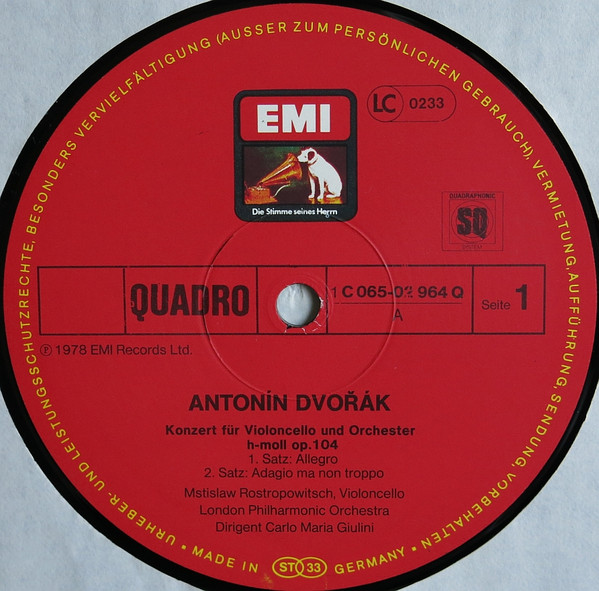 URHEBER- UND LEISTUNGSSCHUTZRECHTE, BESONDERS VERVIELFÄLTIGUNG (AUSSER ZUM PERSÖNLICHEN GEBRAUCH), VERMIETUNG, AUFFÜHRUNG, SENDUNG, VORBEHALTEN
EMI
LC 0233
Die Stimme seines Herrn
QUADRAPHONIC
SQ
QUADRO
1 C 065-02 964 Q
A
Seite 1
Ⓟ 1978 EMI Records Ltd.
ANTONÍN DVOŘÁK
Konzert für Violoncello und Orchester
h-moll op.104
1. Satz: Allegro
2. Satz: Adagio ma non troppo
Mstislaw Rostropowitsch, Violoncello
London Philharmonic Orchestra
Dirigent Carlo Maria Giulini
• MADE IN ST 33 GERMANY •